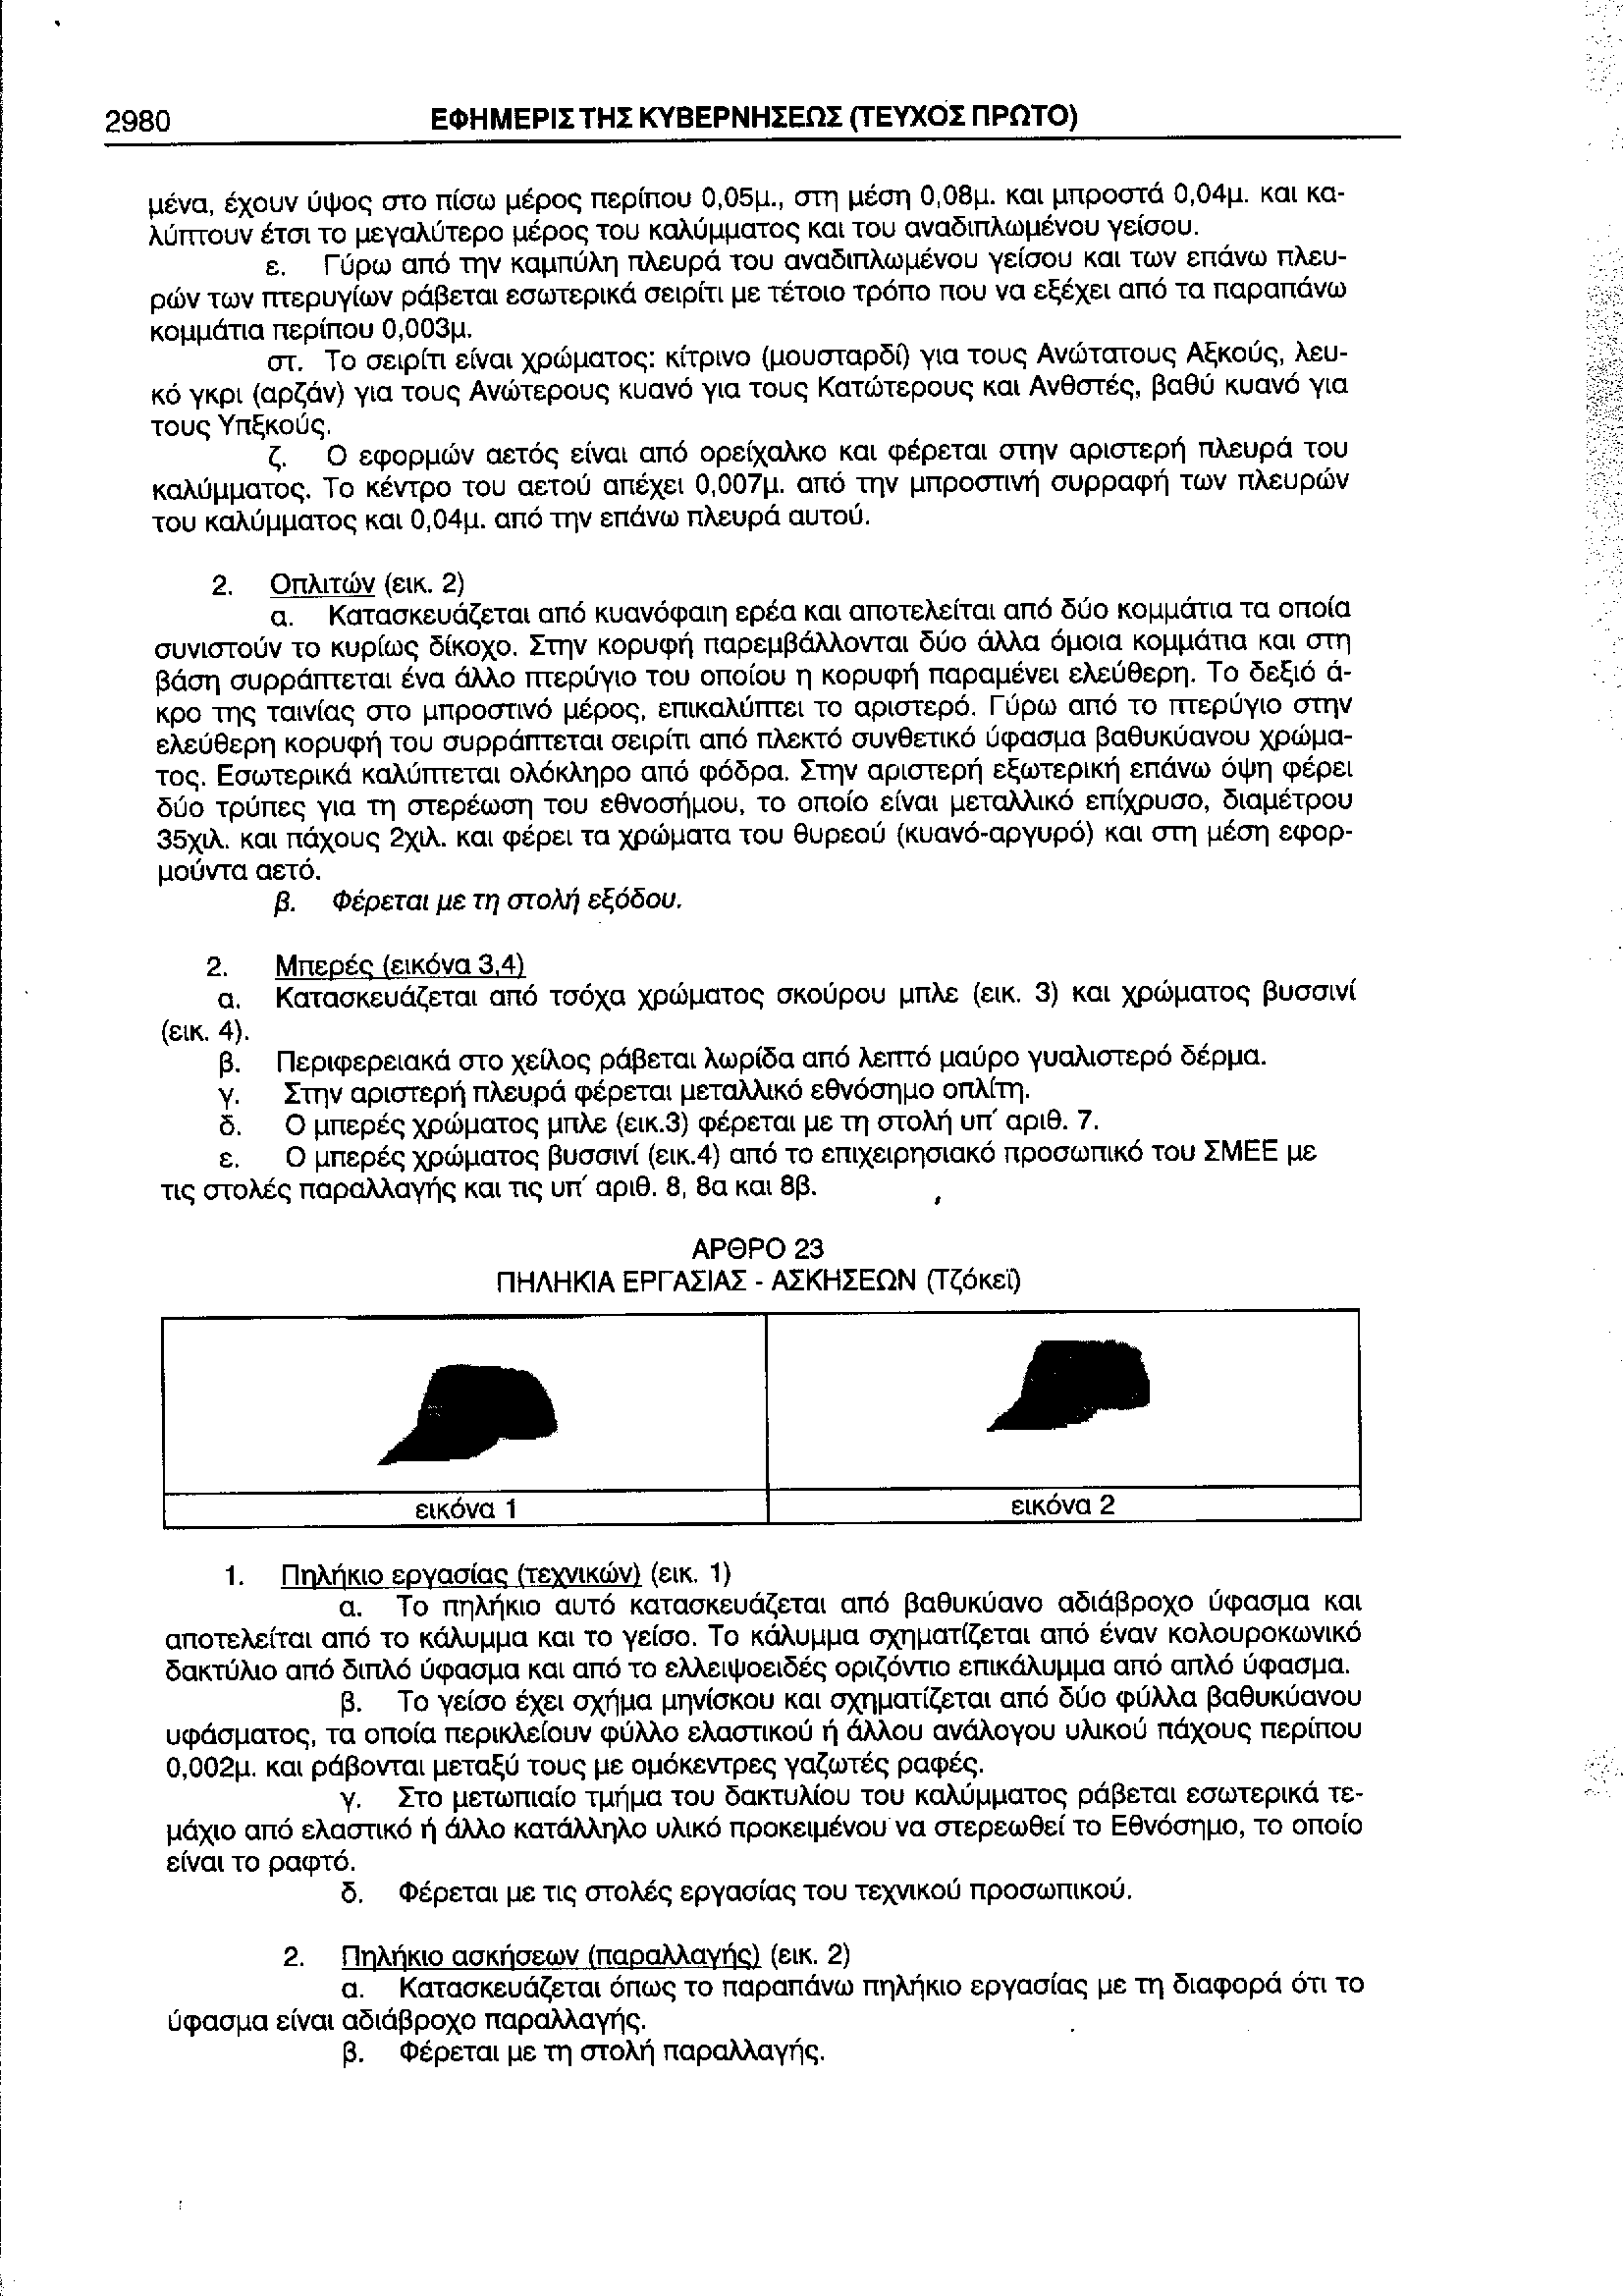 2980 ΕΦΗΜΕΡΙΣ ΤΗΣ ΚΥΒΕΡΝΗΣΕΩΣ (ΤΕΥΧΟΣ ΠΡΩΤΟ)
μένα, έχουν ύψος στο πίσω μέρος περίπου 0,05μ., στη μέση 0,08μ. και μπροστά 0,04μ. και κα-
λύπτουν έτσι το μεγαλύτερο μέρος του καλύμματος και του αναδιπλωμένου γείσου.
ε. Γύρω από την καμπύλη πλευρά του αναδιπλωμένου γείσου και των επάνω πλευ-
ρών των πτερυγίων ράβεται εσωτερικά σειρίτι με τέτοιο τρόπο που να εξέχει από τα παραπάνω
κομμάτια περίπου 0,003μ.
στ. Το σειρίτι είναι χρώματος: κίτρινο (μουσταρδί) για τους Ανώτατους Αξκούς, λευ-
κό γκρι (αρζάν) για τους Ανώτερους κυανό για τους Κατώτερους και Ανθστές, βαθύ κυανό για
τους Υπξκούς.
ζ. Ο εφορμών αετός είναι από ορείχαλκο και φέρεται στην αριστερή πλευρά του
καλύμματος. Το κέντρο του αετού απέχει 0,007μ. από την μπροστινή συρραφή των πλευρών
του καλύμματος και 0,04μ. από την επάνω πλευρά αυτού.
2. Οπλιτών (εικ. 2)
α. Κατασκευάζεται από κυανόφαιη ερέα και αποτελείται από δύο κομμάτια τα οποία
συνιστούν το κυρίως δίκοχο. Στην κορυφή παρεμβάλλονται δύο άλλα όμοια κομμάτια και στη
βάση συρράπτεται ένα άλλο πτερύγιο του οποίου η κορυφή παραμένει ελεύθερη. Το δεξιό ά-
κρο της ταινίας στο μπροστινό μέρος, επικαλύπτει το αριστερό. Γύρω από το πτερύγιο στην
ελεύθερη κορυφή του συρράπτεται σειρίτι από πλεκτό συνθετικό ύφασμα βαθυκύανου χρώμα-
τος. Εσωτερικά καλύπτεται ολόκληρο από φόδρα. Στην αριστερή εξωτερική επάνω όψη φέρει
δύο τρύπες για τη στερέωση του εθνοσήμου, το οποίο είναι μεταλλικό επίχρυσο, διαμέτρου
35χιλ. και πάχους 2χιλ. και φέρει τα χρώματα του θυρεού (κυανό-αργυρό) και στη μέση εφορ-
μούντα αετό.
β. Φέρεται με τη στολή εξόδου.
2. Μπερές (εικόνα 3,4)
α. Κατασκευάζεται από τσόχα χρώματος σκούρου μπλε (εικ. 3) και χρώματος βυσσινί
(εικ. 4).
β. Περιφερειακά στο χείλος ράβεται λωρίδα από λεπτό μαύρο γυαλιστερό δέρμα.
γ. Στην αριστερή πλευρά φέρεται μεταλλικό εθνόσημο οπλίτη.
δ. Ο μπερές χρώματος μπλε (εικ.3) φέρεται με τη στολή υπ' αριθ. 7.
ε. Ο μπερές χρώματος βυσσινί (εικ.4) από το επιχειρησιακό προσωπικό του ΣΜΕΕ με
τις στολές παραλλαγής και τις υπ' αριθ. 8, 8α και 8β.
ΑΡΘΡΟ 23
ΠΗΛΗΚΙΑ ΕΡΓΑΣΙΑΣ - ΑΣΚΗΣΕΩΝ (Τζόκεϊ)
εικόνα 1 εικόνα 2
1. Πηλήκιο εργασίας (τεχνικών) (εικ. 1)
α. Το πηλήκιο αυτό κατασκευάζεται από βαθυκύανο αδιάβροχο ύφασμα και
αποτελείται από το κάλυμμα και το γείσο. Το κάλυμμα σχηματίζεται από έναν κολουροκωνικό
δακτύλιο από διπλό ύφασμα και από το ελλειψοειδές οριζόντιο επικάλυμμα από απλό ύφασμα.
β. Το γείσο έχει σχήμα μηνίσκου και σχηματίζεται από δύο φύλλα βαθυκύανου
υφάσματος, τα οποία περικλείουν φύλλο ελαστικού ή άλλου ανάλογου υλικού πάχους περίπου
0,002μ. και ράβονται μεταξύ τους με ομόκεντρες γαζωτές ραφές.
γ. Στο μετωπιαίο τμήμα του δακτυλίου του καλύμματος ράβεται εσωτερικά τε-
μάχιο από ελαστικό ή άλλο κατάλληλο υλικό προκειμένου να στερεωθεί το Εθνόσημο, το οποίο
είναι το ραφτό.
δ. Φέρεται με τις στολές εργασίας του τεχνικού προσωπικού.
2. Πηλήκιο ασκήσεων (παραλλαγής) (εικ. 2)
α. Κατασκευάζεται όπως το παραπάνω πηλήκιο εργασίας με τη διαφορά ότι το
ύφασμα είναι αδιάβροχο παραλλαγής.
β. Φέρεται με τη στολή παραλλαγής.